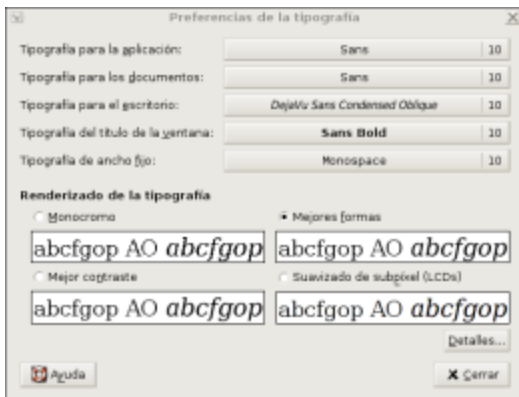 Preferencias de la tipografía
Tipografía para la aplicación: Sans 10
Tipografía para los documentos: Sans 10
Tipografía para el escritorio: DejaVu Sans Condensed Oblique 10
Tipografía del título de la ventana: Sans Bold 10
Tipografía de ancho fijo: Monospace 10
Renderizado de la tipografía
Monocromo Mejores formas
abcfgop AO abcfgop abcfgop AO abcfgop
Mejor contraste Suavizado de subpíxel (LCDs)
abcfgop AO abcfgop abcfgop AO abcfgop
Detalles...
Ayuda Cerrar